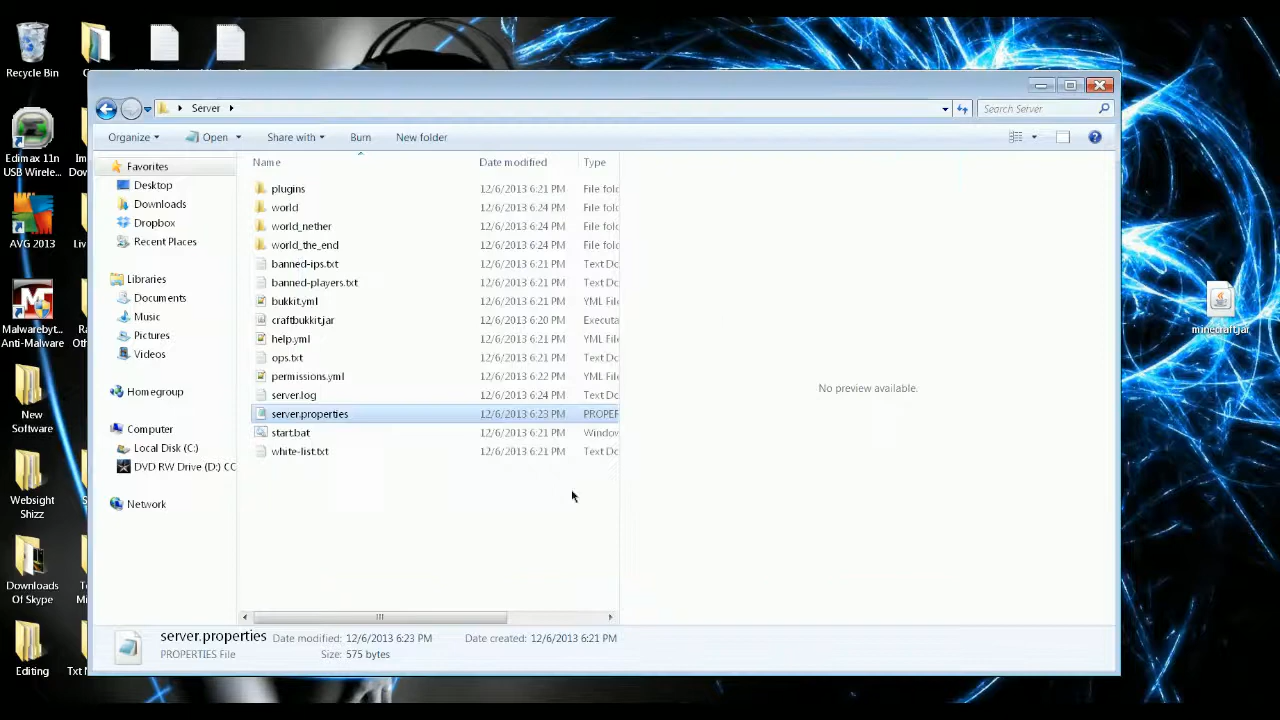 Recycle Bin
Edimax 11n
USB Wirele...
AVG 2013
Malwarebyt...
Anti-Malware
New
Software
Websight
Shizz
Downloads
Of Skype
Editing
Server
Search Server
Organize
Open
Share with
Burn
New folder
Favorites
Desktop
Downloads
Dropbox
Recent Places
Libraries
Documents
Music
Pictures
Videos
Homegroup
Computer
Local Disk (C:)
DVD RW Drive (D:) CO
Network
Name Date modified Type
plugins 12/6/2013 6:21 PM File fol
world 12/6/2013 6:24 PM File fol
world_nether 12/6/2013 6:24 PM File fol
world_the_end 12/6/2013 6:24 PM File fol
banned-ips.txt 12/6/2013 6:21 PM Text Do
banned-players.txt 12/6/2013 6:21 PM Text Do
bukkit.yml 12/6/2013 6:21 PM YML File
craftbukkit.jar 12/6/2013 6:20 PM Executa
help.yml 12/6/2013 6:21 PM YML File
ops.txt 12/6/2013 6:21 PM Text Do
permissions.yml 12/6/2013 6:22 PM YML File
server.log 12/6/2013 6:24 PM Text Do
server.properties 12/6/2013 6:23 PM PROPER
start.bat 12/6/2013 6:21 PM Window
white-list.txt 12/6/2013 6:21 PM Text Do
No preview available.
server.properties Date modified: 12/6/2013 6:23 PM Date created: 12/6/2013 6:21 PM
PROPERTIES File Size: 575 bytes
minecraft.jar